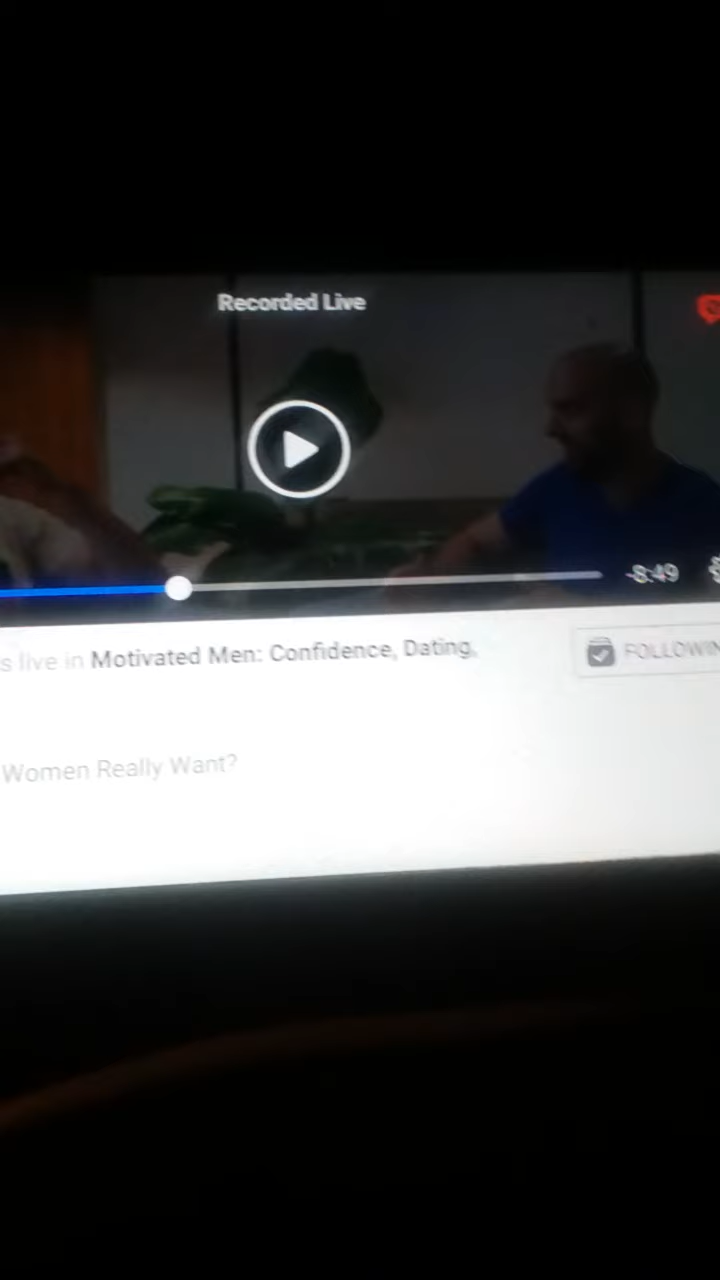 Recorded Live
-8:49
s live in Motivated Men: Confidence, Dating,
FOLLOWIN
Women Really Want?